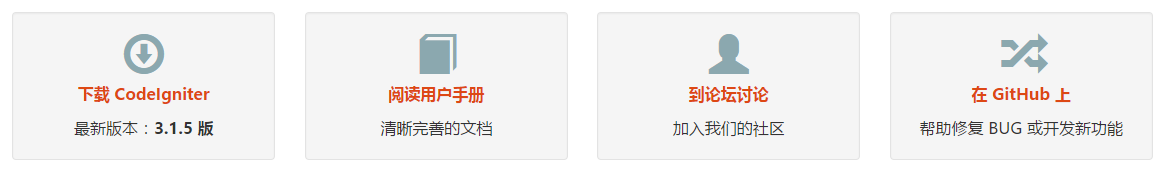 下载 CodeIgniter
最新版本：3.1.5 版
阅读用户手册
清晰完善的文档
到论坛讨论
加入我们的社区
在 GitHub 上
帮助修复 BUG 或开发新功能